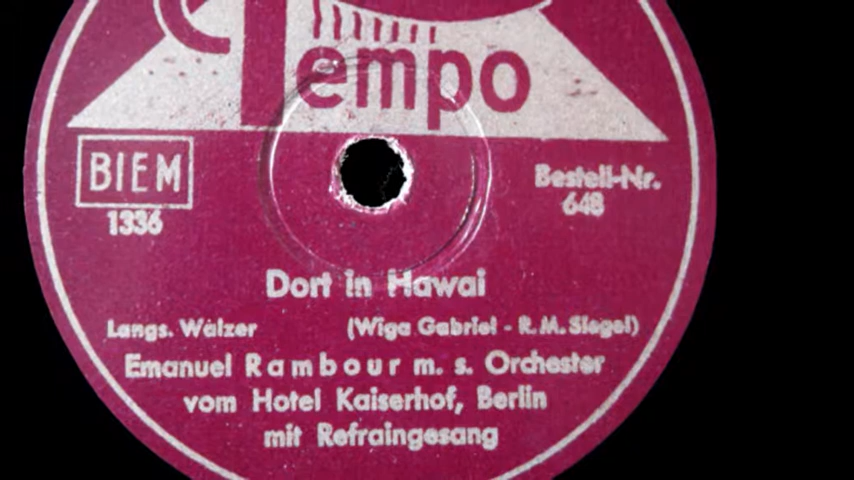 Tempo
BIEM
1336
Bestell-Nr.
648
Dort in Hawai
Langs. Walzer (Wiga Gabriel - R. M. Siegel)
Emanuel Rambour m. s. Orchester
vom Hotel Kaiserhof, Berlin
mit Refraingesang